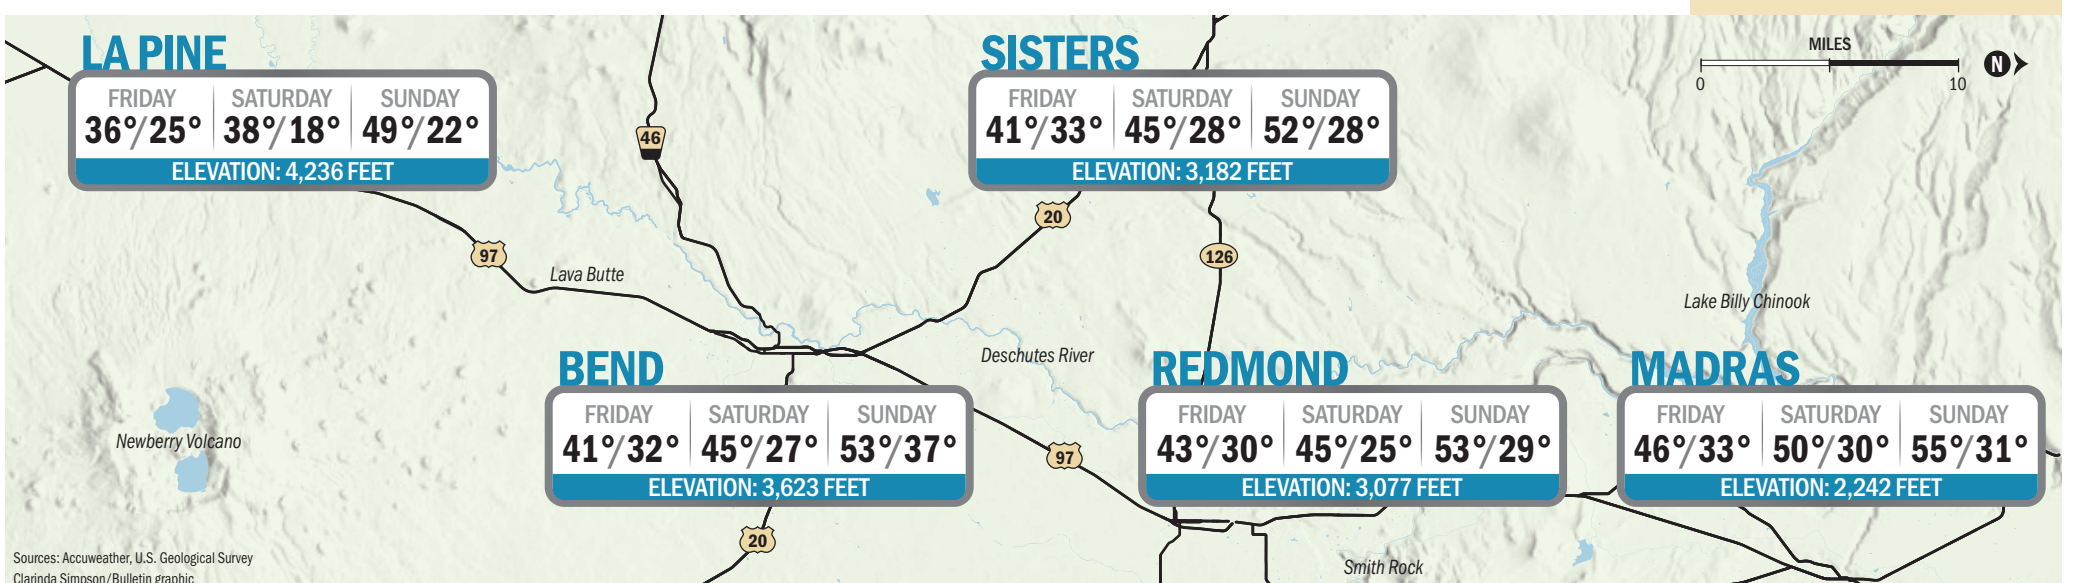 MILES
0 10
N
LA PINE
FRIDAY SATURDAY SUNDAY
36°/25° 38°/18° 49°/22°
ELEVATION: 4,236 FEET
46
SISTERS
FRIDAY SATURDAY SUNDAY
41°/33° 45°/28° 52°/28°
ELEVATION: 3,182 FEET
20
97
126
Lava Butte
Lake Billy Chinook
Deschutes River
BEND
FRIDAY SATURDAY SUNDAY
41°/32° 45°/27° 53°/37°
ELEVATION: 3,623 FEET
REDMOND
FRIDAY SATURDAY SUNDAY
43°/30° 45°/25° 53°/29°
ELEVATION: 3,077 FEET
MADRAS
FRIDAY SATURDAY SUNDAY
46°/33° 50°/30° 55°/31°
ELEVATION: 2,242 FEET
Newberry Volcano
97
20
Smith Rock
Sources: Accuweather, U.S. Geological Survey
Clarinda Simpson/Bulletin graphic